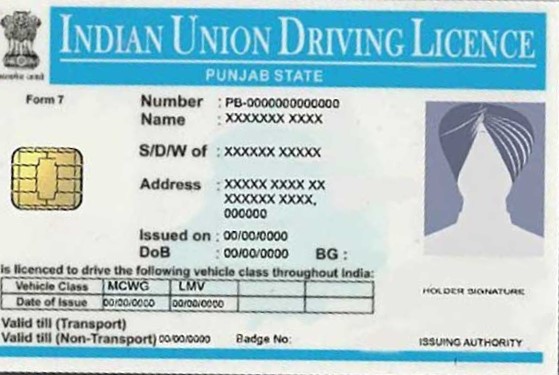 INDIAN UNION DRIVING LICENCE
PUNJAB STATE
Form 7
Number : PB-0000000000000
Name : XXXXXXX XXXX
S/D/W of : XXXXXX XXXXX
Address : XXXXX XXXX XX
XXXXXX XXXX,
000000
Issued on : 00/00/0000
DoB : 00/00/0000 BG :
is licenced to drive the following vehicle class throughout India:
Vehicle Class MCWG LMV
Date of Issue 00/00/0000 00/00/0000
HOLDER SIGNATURE
Valid till (Transport)
Valid till (Non-Transport) 00/00/0000 Badge No:
ISSUING AUTHORITY